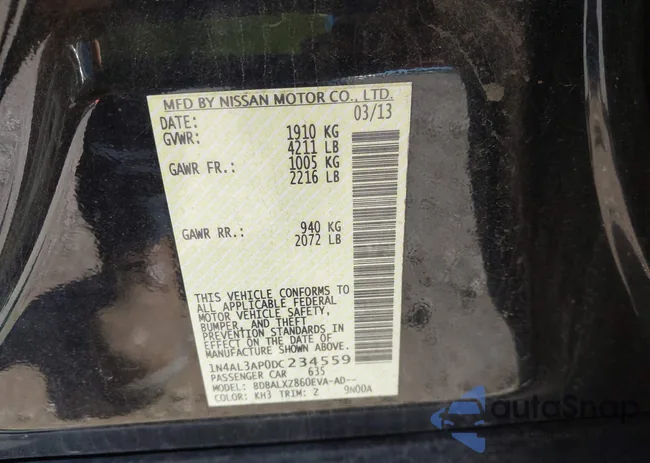 MFD BY NISSAN MOTOR CO., LTD.
DATE: 03/13
GVWR: 1910 KG
4211 LB
GAWR FR.: 1005 KG
2216 LB
GAWR RR.: 940 KG
2072 LB
THIS VEHICLE CONFORMS TO
ALL APPLICABLE FEDERAL
MOTOR VEHICLE SAFETY,
BUMPER, AND THEFT
PREVENTION STANDARDS IN
EFFECT ON THE DATE OF
MANUFACTURE SHOWN ABOVE.
1N4AL3AP0DC234559
PASSENGER CAR 635
MODEL: BDBALXZ860EVA-AD--
COLOR: KH3 TRIM: Z 9N00A
autoSnap